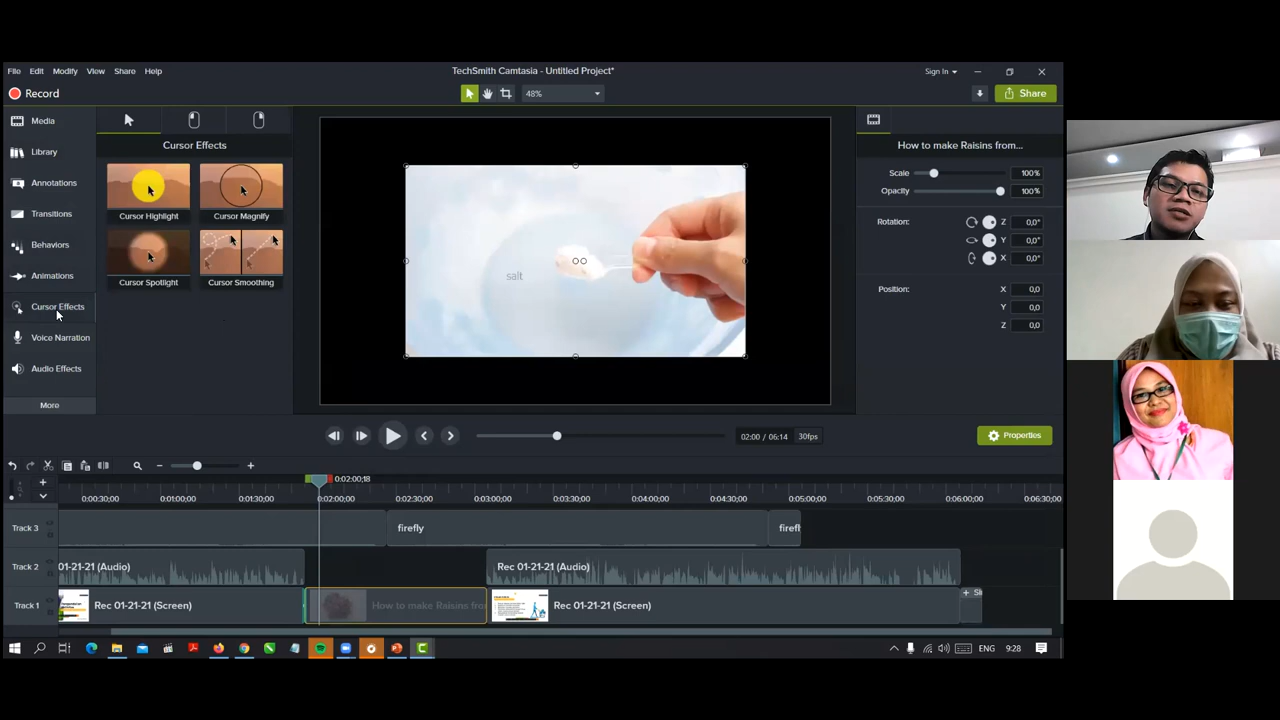 File Edit Modify View Share Help
TechSmith Camtasia - Untitled Project*
Sign In
Record
48%
Share
Media
Library
Annotations
Transitions
Behaviors
Animations
Cursor Effects
Voice Narration
Audio Effects
More
Cursor Effects
Cursor Highlight
Cursor Magnify
Cursor Spotlight
Cursor Smoothing
salt
How to make Raisins from...
Scale 100%
Opacity 100%
Rotation: Z 0,0°
Y 0,0°
X 0,0°
Position: X 0,0
Y 0,0
Z 0,0
02:00 / 06:14 30fps
Properties
0:02:00;18
0:00:30;00 0:01:00;00 0:01:30;00 0:02:00;00 0:02:30;00 0:03:00;00 0:03:30;00 0:04:00;00 0:04:30;00 0:05:00;00 0:05:30;00 0:06:00;00 0:06:30;00
Track 3
firefly
firefl
Track 2
01-21-21 (Audio)
Rec 01-21-21 (Audio)
Track 1
Rec 01-21-21 (Screen)
How to make Raisins fro
Rec 01-21-21 (Screen)
ENG 9:28